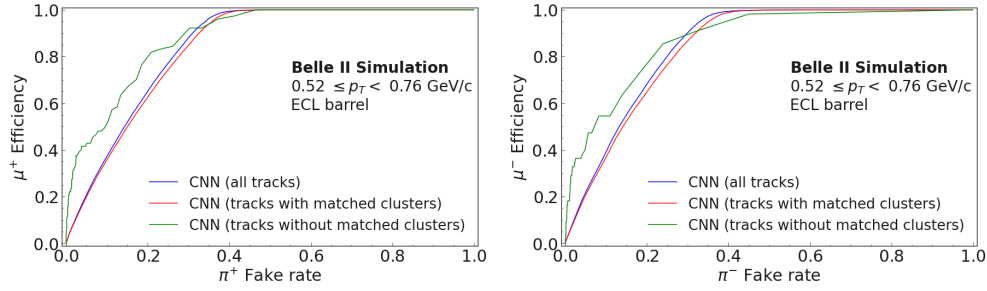 1.0
0.8
0.6
0.4
0.2
0.0
μ⁺ Efficiency
Belle II Simulation
0.52 ≤ p_T < 0.76 GeV/c
ECL barrel
CNN (all tracks)
CNN (tracks with matched clusters)
CNN (tracks without matched clusters)
0.0 0.2 0.4 0.6 0.8 1.0
π⁺ Fake rate
1.0
0.8
0.6
0.4
0.2
0.0
μ⁻ Efficiency
Belle II Simulation
0.52 ≤ p_T < 0.76 GeV/c
ECL barrel
CNN (all tracks)
CNN (tracks with matched clusters)
CNN (tracks without matched clusters)
0.0 0.2 0.4 0.6 0.8 1.0
π⁻ Fake rate